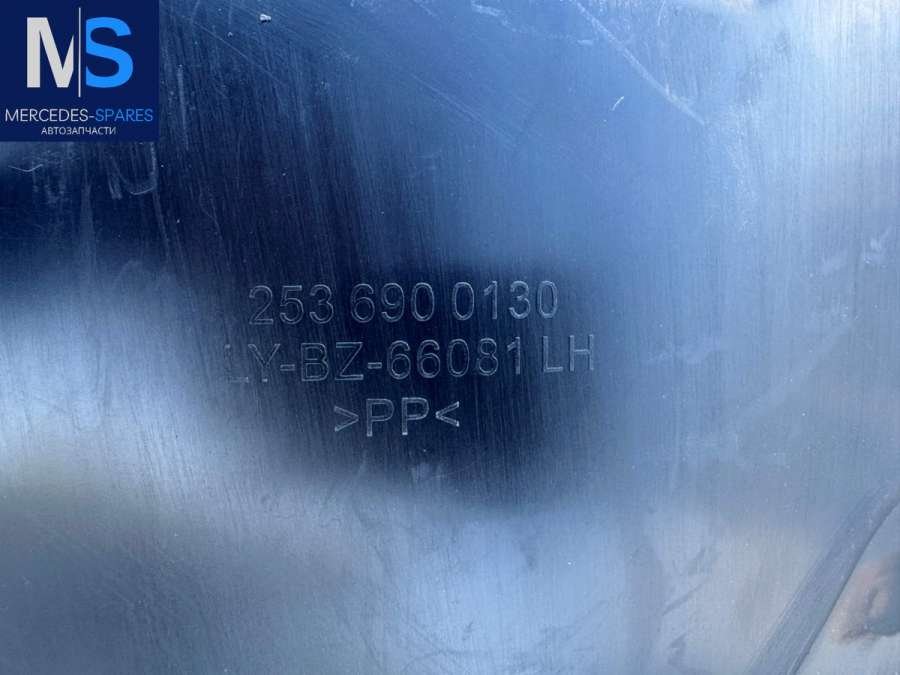 MS
MERCEDES-SPARES
АВТОЗАПЧАСТИ
253 690 0130
LY-BZ-66081 LH
>PP<